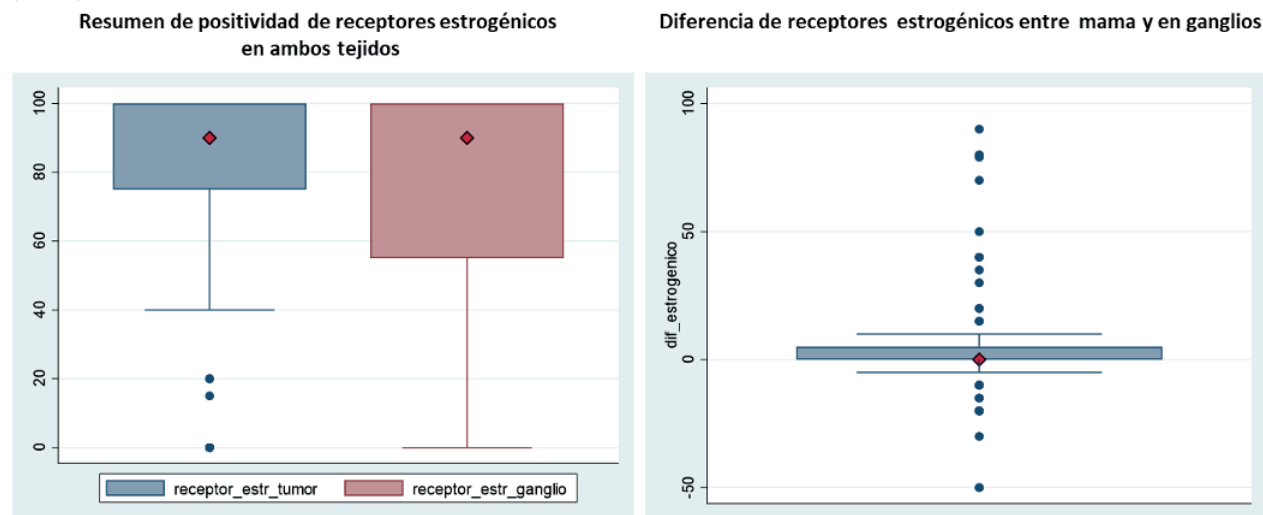 Resumen de positividad de receptores estrogénicos
en ambos tejidos
100
80
60
40
20
0
receptor_estr_tumor
receptor_estr_ganglio
Diferencia de receptores estrogénicos entre mama y en ganglios
100
50
0
-50
dif_estrogenico